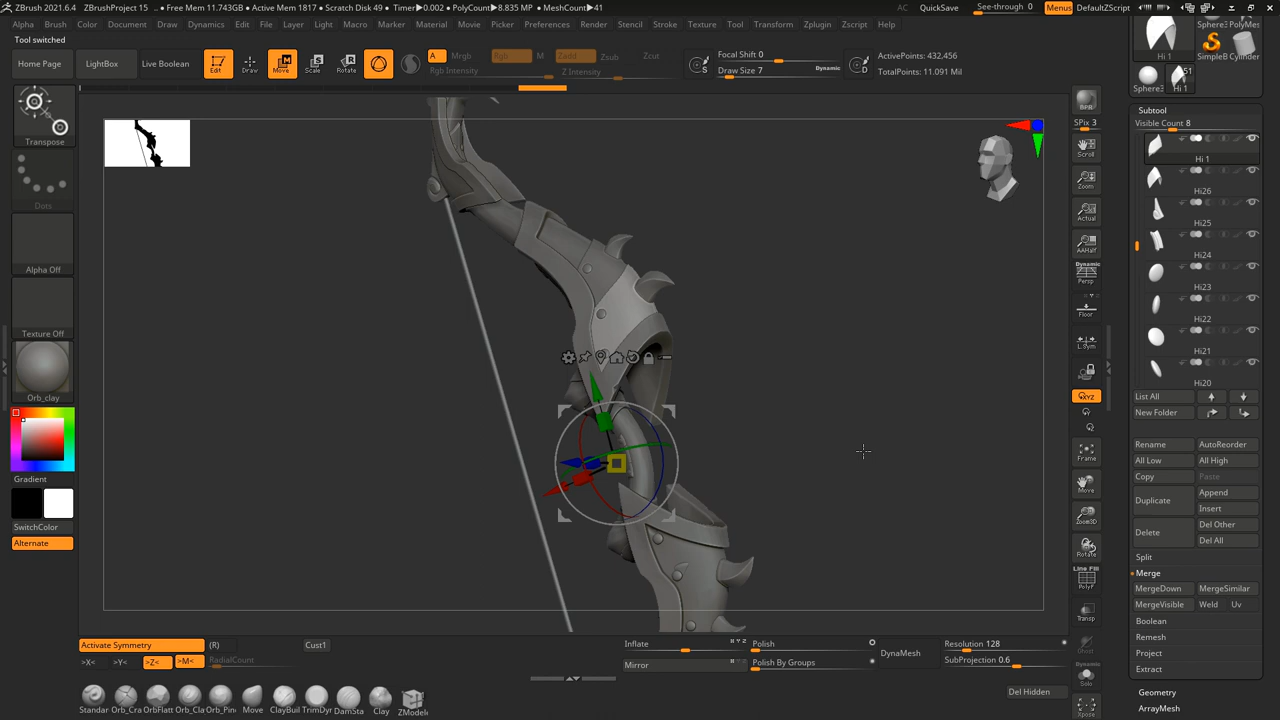 ZBrush 2021.6.4 ZBrushProject 15 .. • Free Mem 11.743GB • Active Mem 1817 • Scratch Disk 49 • Timer▶0.002 • PolyCount▶8.835 MP • MeshCount▶41 AC QuickSave See-through 0 Menus DefaultZScript
Alpha Brush Color Document Draw Dynamics Edit File Layer Light Macro Marker Material Movie Picker Preferences Render Stencil Stroke Texture Tool Transform Zplugin Zscript Help
Tool switched
Home Page LightBox Live Boolean Edit Draw Move Scale Rotate
A Mrgb Rgb M Zadd Zsub Zcut
Rgb Intensity Z Intensity
Focal Shift 0
Draw Size 7 Dynamic
ActivePoints: 432,456
TotalPoints: 11.091 Mil
Transpose
Dots
Alpha Off
Texture Off
Orb_clay
Gradient
SwitchColor
Alternate
BPR
SPix 3
Scroll
Zoom
Actual
AAHalf
Dynamic
Persp
Floor
L.Sym
Frame
Move
Zoom3D
Rotate
Line Fill
PolyF
Transp
Ghost
Dynamic
Solo
Xpose
Hi 1
SimpleB Cylinder
51
Hi 1
Subtool
Visible Count 8
Hi 1
Hi26
Hi25
Hi24
Hi23
Hi22
Hi21
Hi20
List All
New Folder
Rename AutoReorder
All Low All High
Copy Paste
Duplicate Append
Insert
Delete Del Other
Del All
Split
Merge
MergeDown MergeSimilar
MergeVisible Weld Uv
Boolean
Remesh
Project
Extract
Geometry
ArrayMesh
Activate Symmetry (R) Cust1
>X< >Y< >Z< >M< RadialCount
Inflate Polish
Mirror Polish By Groups
DynaMesh
Resolution 128
SubProjection 0.6
Del Hidden
Standar Orb_Cra OrbFlatt Orb_Cla Orb_Pin Move ClayBuil TrimDyr DamSta Clay ZModele